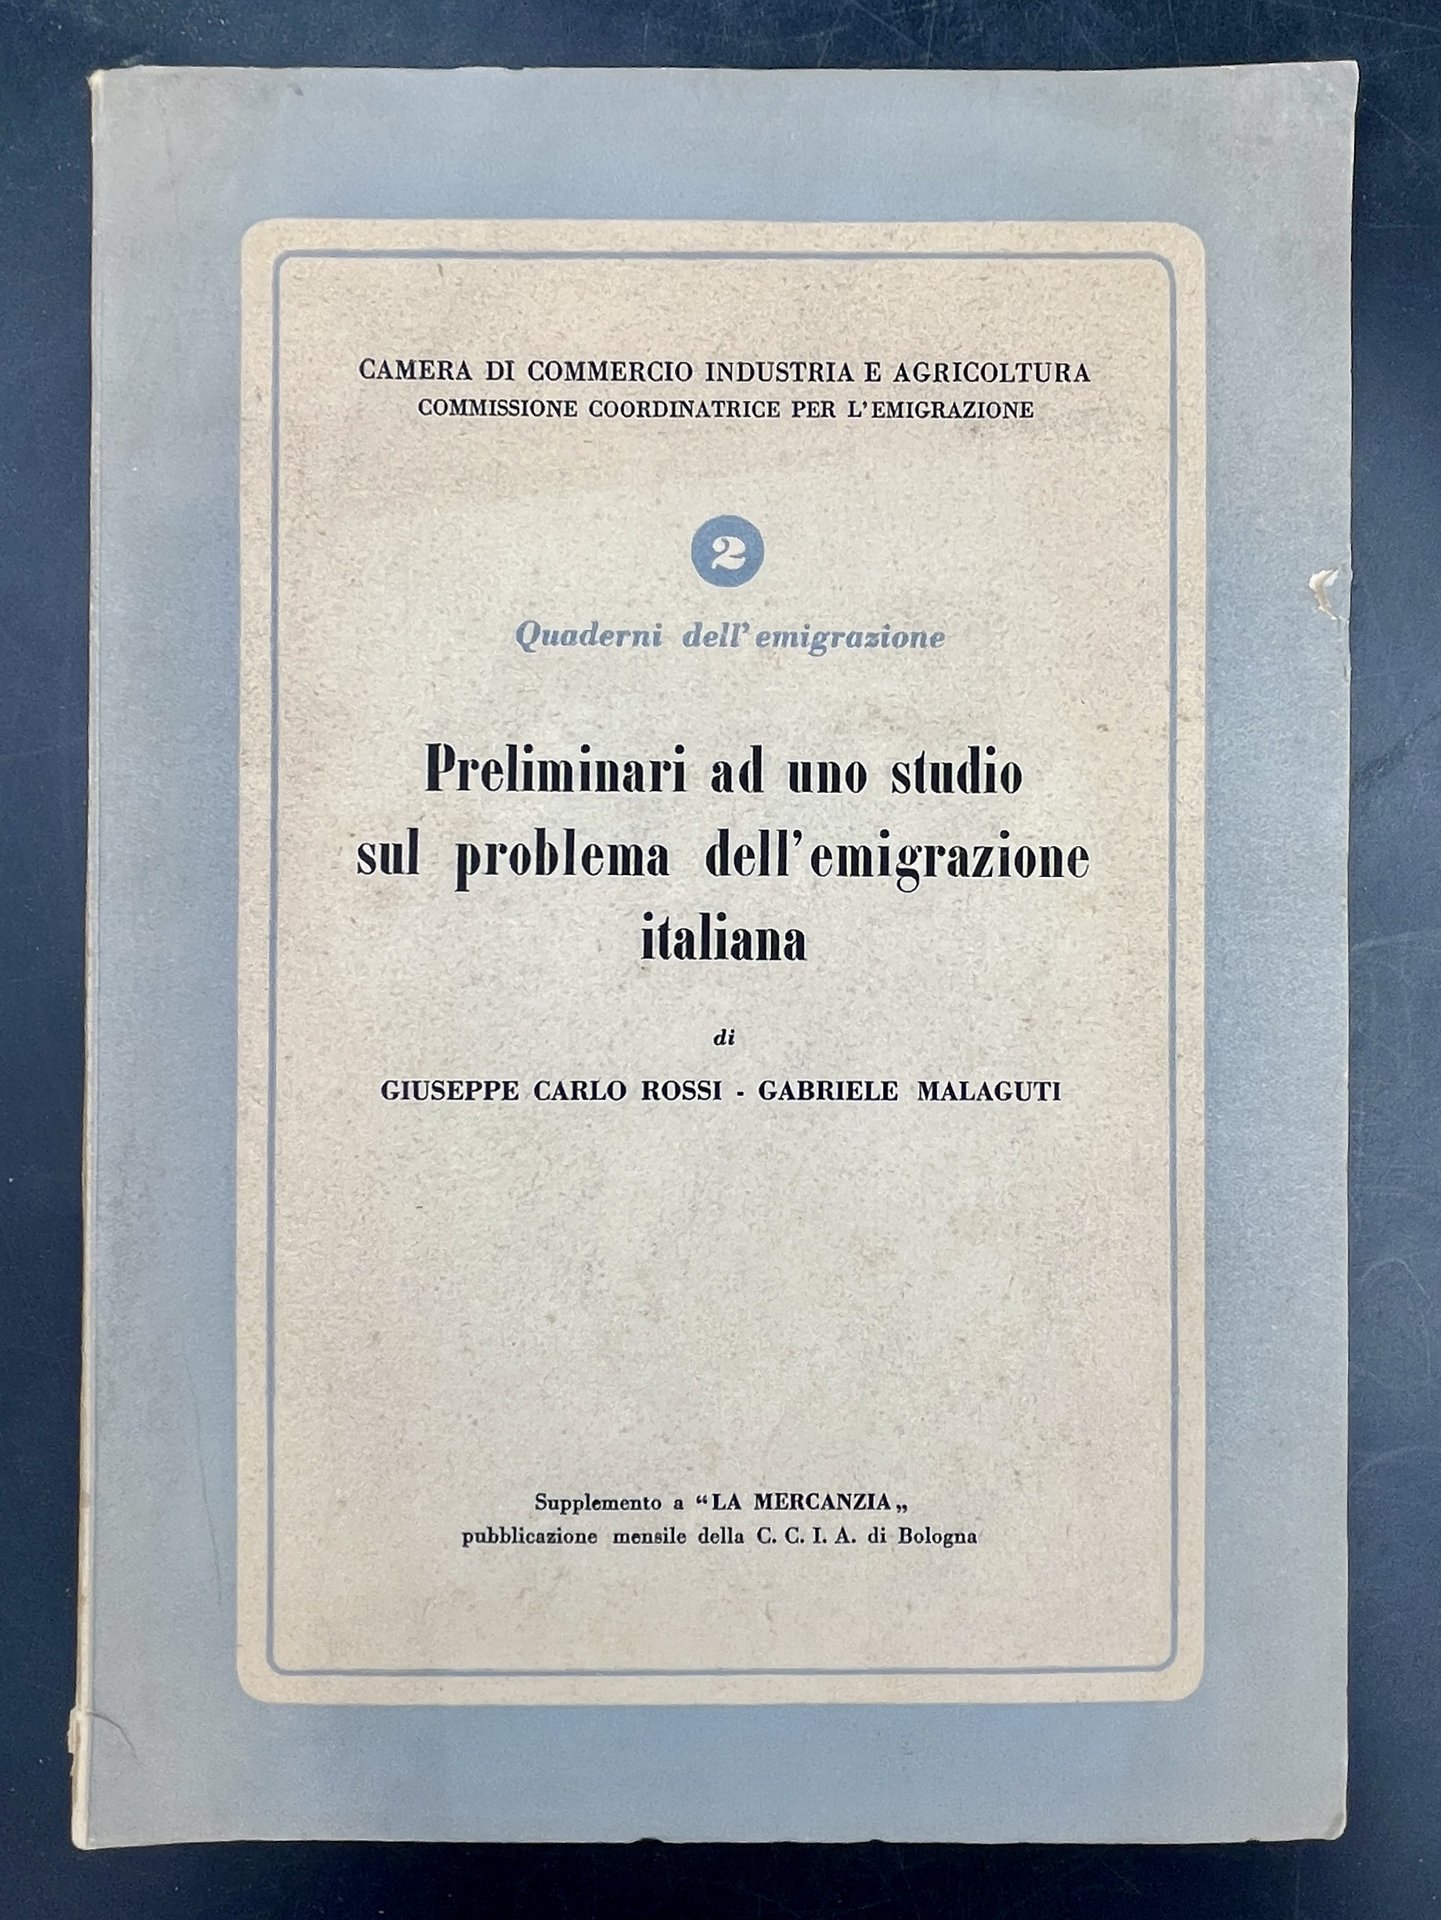 CAMERA DI COMMERCIO INDUSTRIA E AGRICOLTURA
COMMISSIONE COORDINATRICE PER L'EMIGRAZIONE
2
Quaderni dell'emigrazione
Preliminari ad uno studio
sul problema dell'emigrazione
italiana
di
GIUSEPPE CARLO ROSSI - GABRIELE MALAGUTI
Supplemento a “LA MERCANZIA„
pubblicazione mensile della C. C. I. A. di Bologna